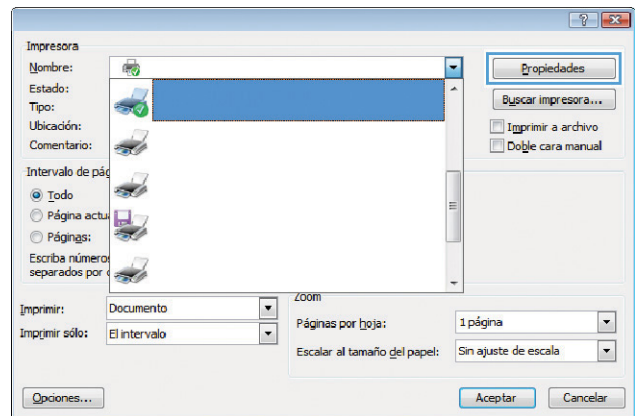 Impresora
Nombre:
Propiedades
Estado:
Tipo:
Buscar impresora...
Ubicación:
Imprimir a archivo
Comentario:
Doble cara manual
Intervalo de pág
Todo
Página actu
Páginas:
Escriba número
separados por
Imprimir:
Documento
Imprimir sólo:
El intervalo
Zoom
Páginas por hoja:
1 página
Escalar al tamaño del papel:
Sin ajuste de escala
Opciones...
Aceptar
Cancelar